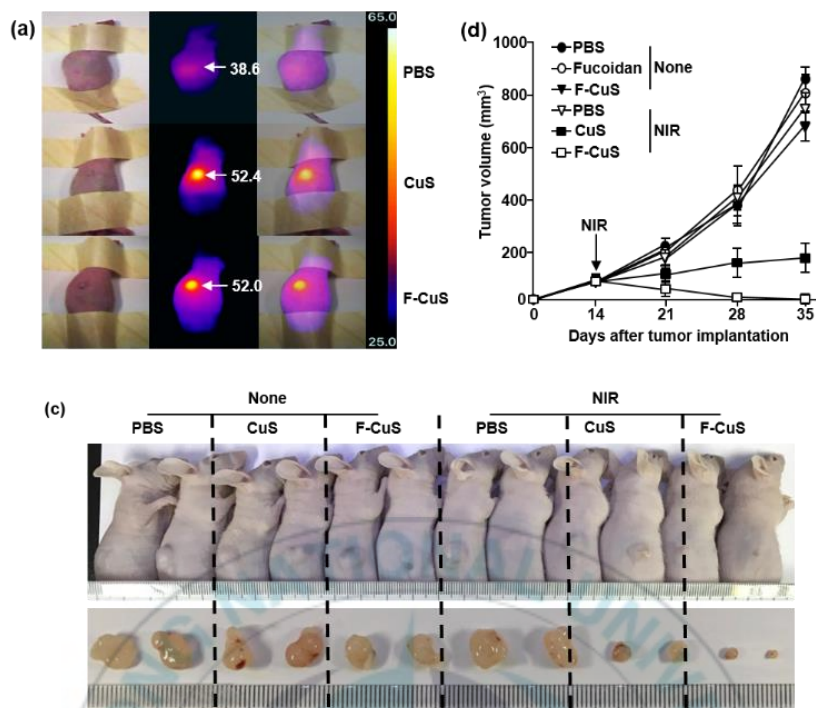 (a)
65.0
38.6
PBS
52.4
CuS
52.0
F-CuS
25.0
(d)
1000
800
600
400
200
0
Tumor volume (mm³)
PBS
Fucoidan
F-CuS
None
PBS
CuS
F-CuS
NIR
NIR
0 14 21 28 35
Days after tumor implantation
(c)
None NIR
PBS CuS F-CuS PBS CuS F-CuS
NATIONAL UNIV